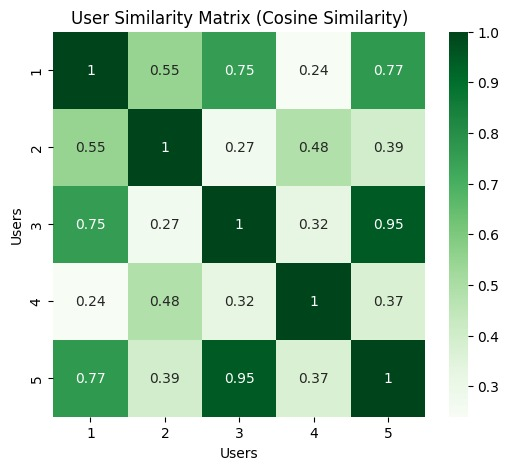 User Similarity Matrix (Cosine Similarity)
1 1 0.55 0.75 0.24 0.77
2 0.55 1 0.27 0.48 0.39
3 0.75 0.27 1 0.32 0.95
4 0.24 0.48 0.32 1 0.37
5 0.77 0.39 0.95 0.37 1
1 2 3 4 5
Users
Users
1.0
0.9
0.8
0.7
0.6
0.5
0.4
0.3